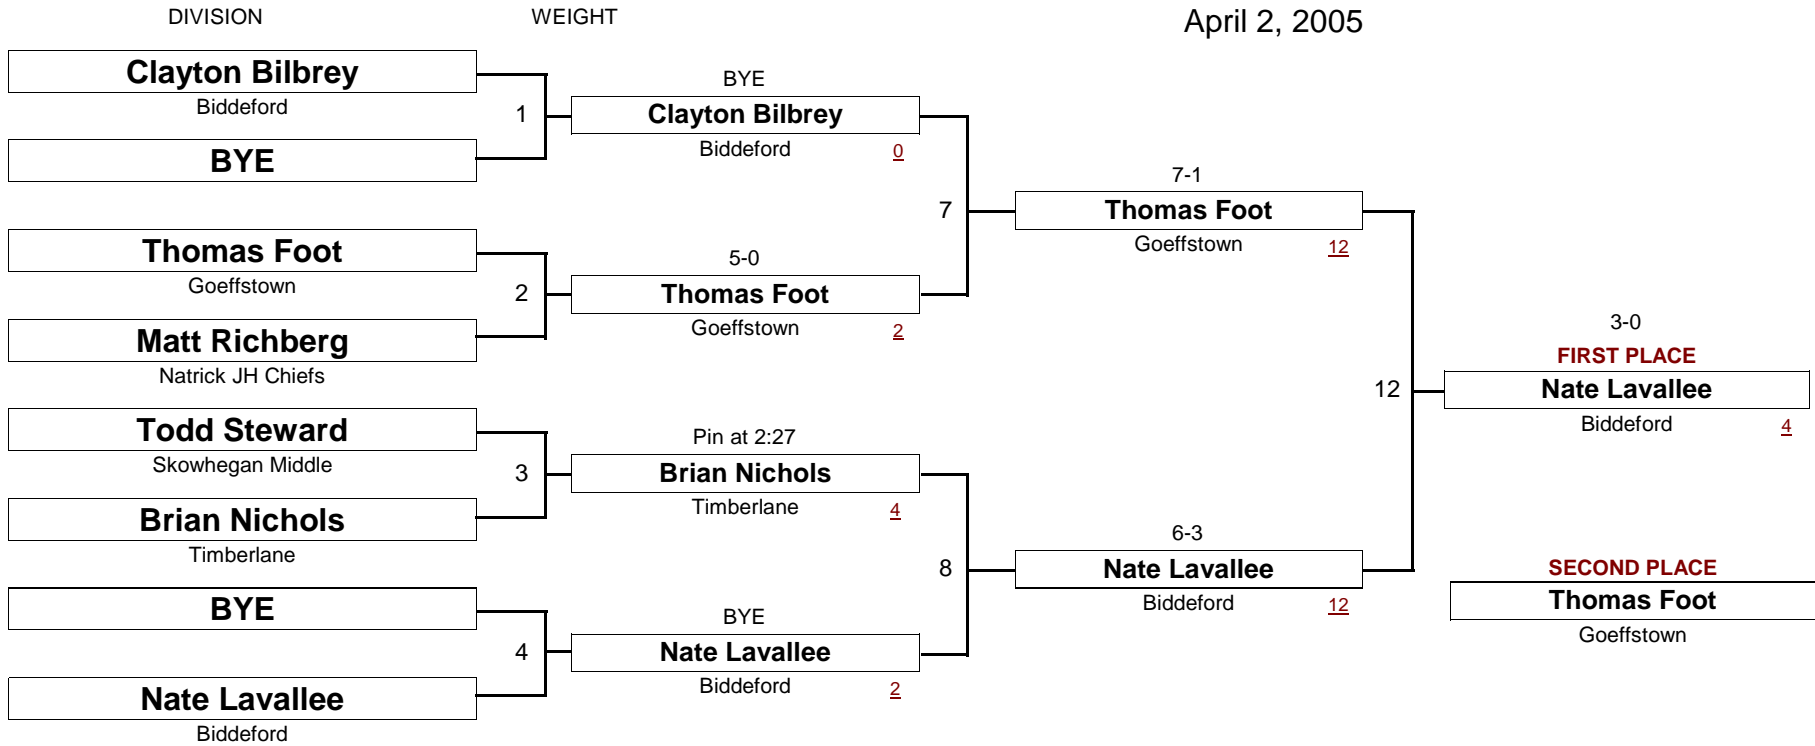 DIVISION
WEIGHT
April 2, 2005
Clayton Bilbrey
Biddeford
1
BYE
BYE
Clayton Bilbrey
Biddeford
0
Thomas Foot
Goeffstown
2
Matt Richberg
Natrick JH Chiefs
5-0
Thomas Foot
Goeffstown
2
7
7-1
Thomas Foot
Goeffstown
12
Todd Steward
Skowhegan Middle
3
Brian Nichols
Timberlane
Pin at 2:27
Brian Nichols
Timberlane
4
BYE
4
Nate Lavallee
Biddeford
BYE
Nate Lavallee
Biddeford
2
8
6-3
Nate Lavallee
Biddeford
12
12
3-0
FIRST PLACE
Nate Lavallee
Biddeford
4
SECOND PLACE
Thomas Foot
Goeffstown